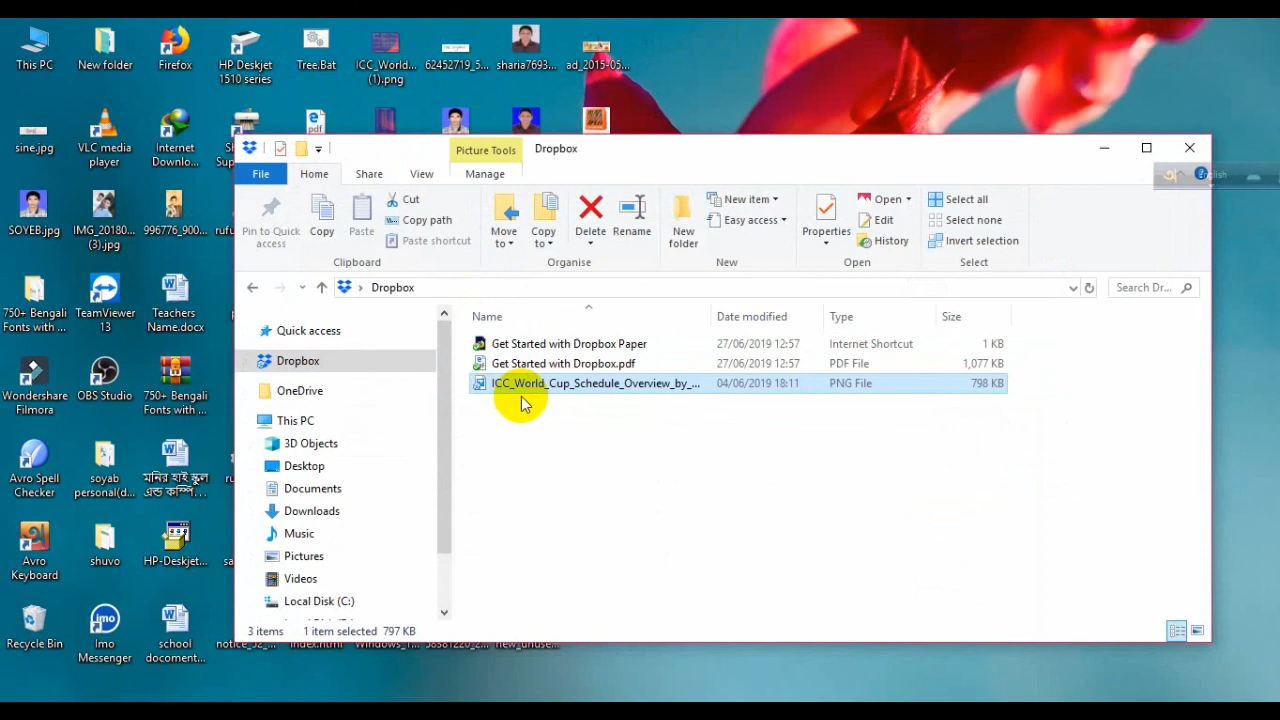 This PC
New folder
Firefox
HP Deskjet
1510 series
Tree.Bat
ICC_World...
(1).png
62452719_5...
sharia7693...
ad_2015-05...
sine.jpg
VLC media
player
Internet
Downlo...
pdf
SOYEB.jpg
IMG_20180...
(3).jpg
996776_900...
750+ Bengali
Fonts with ...
TeamViewer
13
Teachers
Name.docx
Wondershare
Filmora
OBS Studio
750+ Bengali
Fonts with ...
Avro Spell
Checker
soyab
personal(d...
মনির হাই স্কুল
এন্ড কম্পি...
Avro
Keyboard
shuvo
HP-Deskjet...
Recycle Bin
imo
Imo
Messenger
school
docoment...
Picture Tools
Dropbox
File
Home
Share
View
Manage
English
Pin to Quick
access
Copy
Paste
Cut
Copy path
Paste shortcut
Clipboard
Move
to
Copy
to
Delete
Rename
Organise
New
folder
New item
Easy access
New
Properties
Open
Edit
History
Open
Select all
Select none
Invert selection
Select
Dropbox
Search Dr...
Quick access
Dropbox
OneDrive
This PC
3D Objects
Desktop
Documents
Downloads
Music
Pictures
Videos
Local Disk (C:)
Name Date modified Type Size
Get Started with Dropbox Paper 27/06/2019 12:57 Internet Shortcut 1 KB
Get Started with Dropbox.pdf 27/06/2019 12:57 PDF File 1,077 KB
ICC_World_Cup_Schedule_Overview_by_... 04/06/2019 18:11 PNG File 798 KB
3 items 1 item selected 797 KB